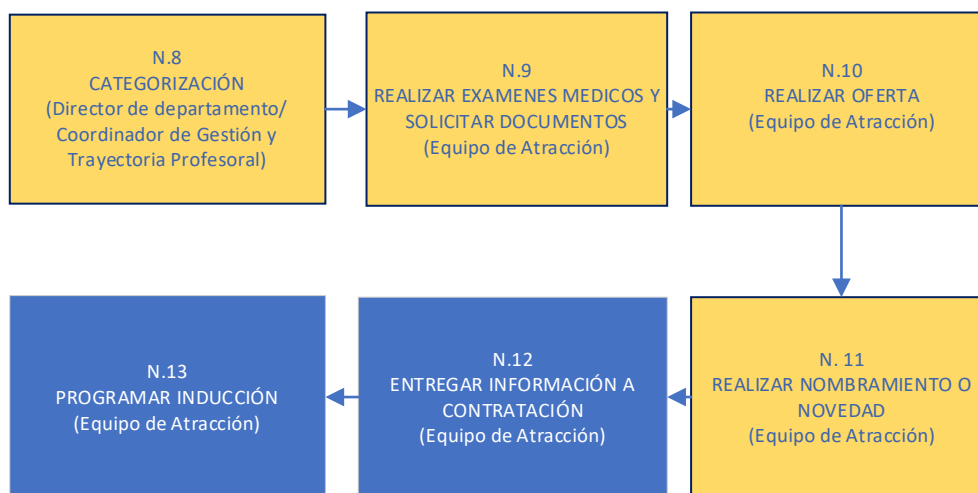 N.8
CATEGORIZACIÓN
(Director de departamento/
Coordinador de Gestión y
Trayectoria Profesoral)
N.9
REALIZAR EXAMENES MEDICOS Y
SOLICITAR DOCUMENTOS
(Equipo de Atracción)
N.10
REALIZAR OFERTA
(Equipo de Atracción)
N. 11
REALIZAR NOMBRAMIENTO O
NOVEDAD
(Equipo de Atracción)
N.12
ENTREGAR INFORMACIÓN A
CONTRATACIÓN
(Equipo de Atracción)
N.13
PROGRAMAR INDUCCIÓN
(Equipo de Atracción)